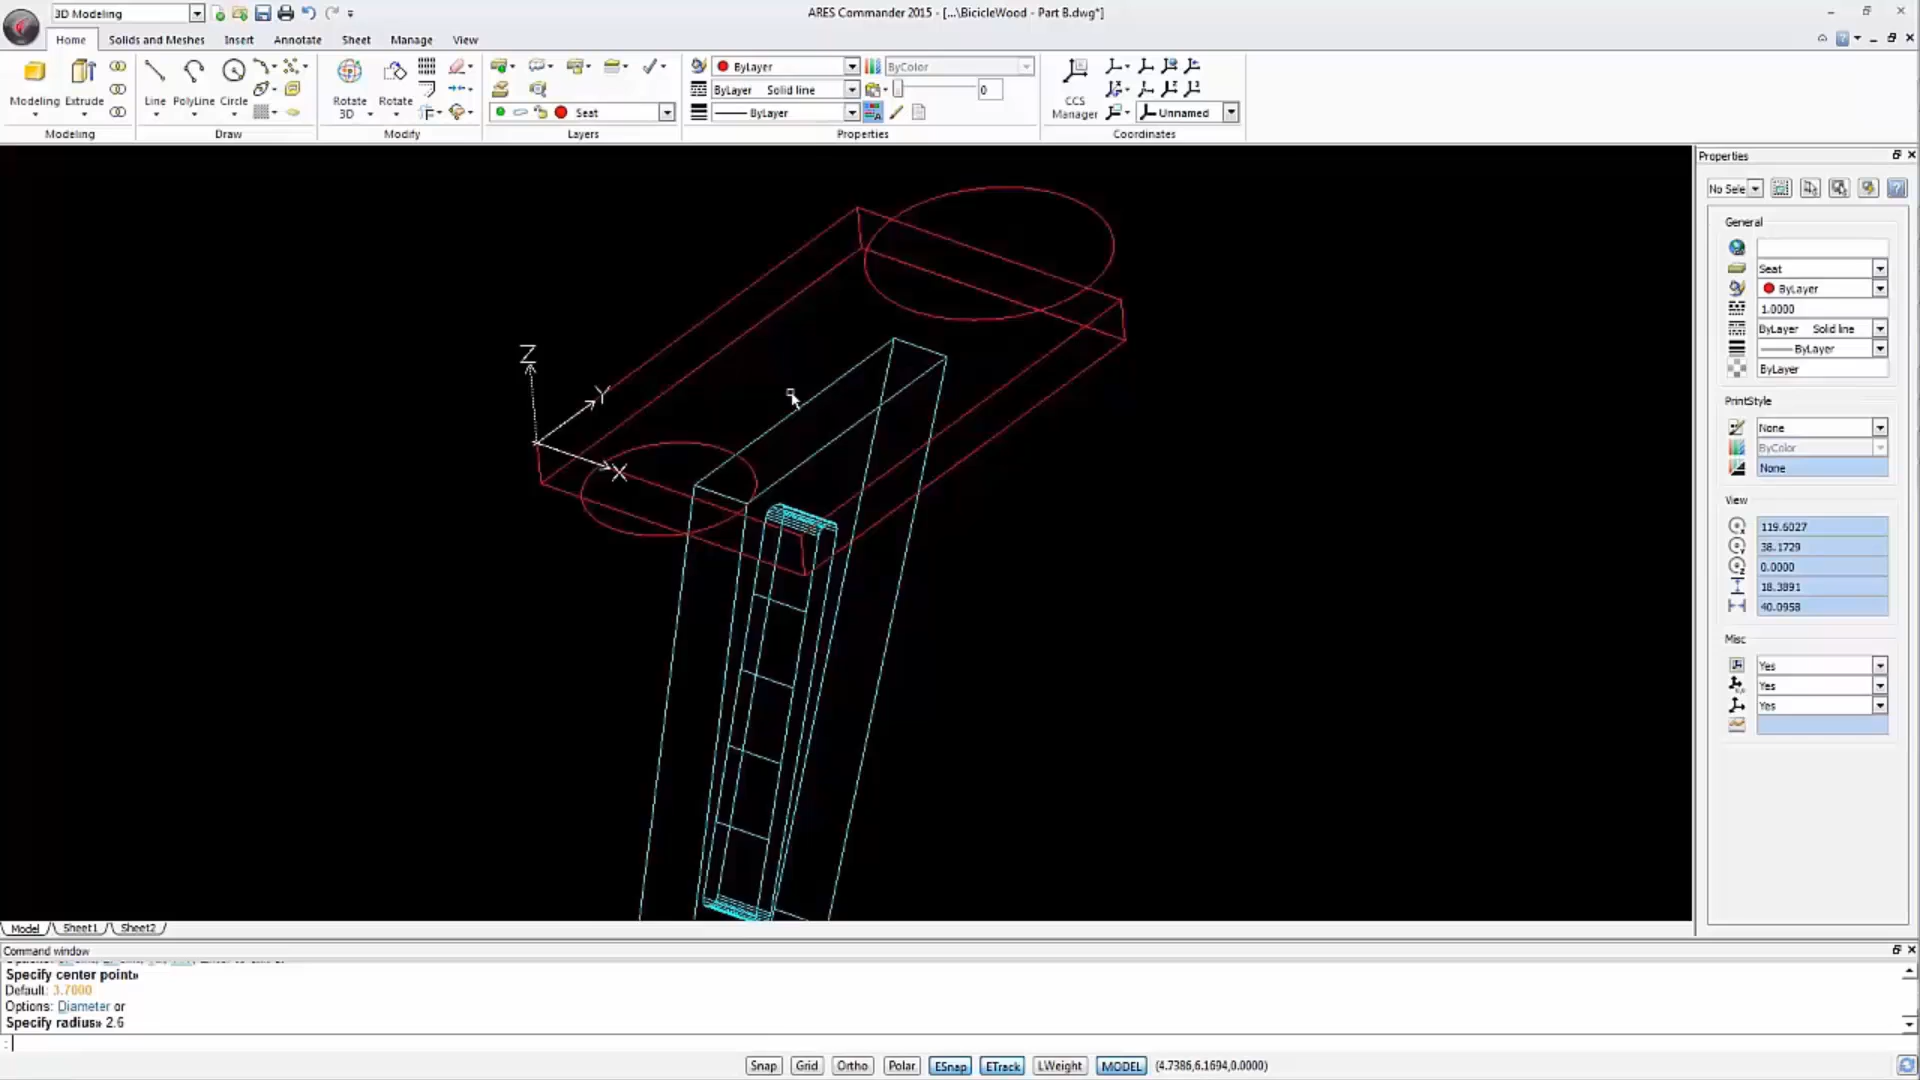 3D Modeling
ARES Commander 2015 - [...\BicicleWood - Part B.dwg*]
Home Solids and Meshes Insert Annotate Sheet Manage View
ByLayer ByColor
ByLayer Solid line 0
ByLayer
Seat
Modeling Extrude Line PolyLine Circle Rotate 3D Rotate CCS Manager Unnamed
Modeling Draw Modify Layers Properties Coordinates
Properties
No Sele
General
Seat
ByLayer
1.0000
ByLayer Solid line
ByLayer
ByLayer
PrintStyle
None
ByColor
None
View
119.6027
38.1729
0.0000
18.3891
40.0958
Misc
Yes
Yes
Yes
Z
Y
X
Model Sheet1 Sheet2
Command window
Specify center point»
Default: 3.7000
Options: Diameter or
Specify radius» 2.6
:
Snap Grid Ortho Polar ESnap ETrack LWeight MODEL (4.7386,6.1694,0.0000)